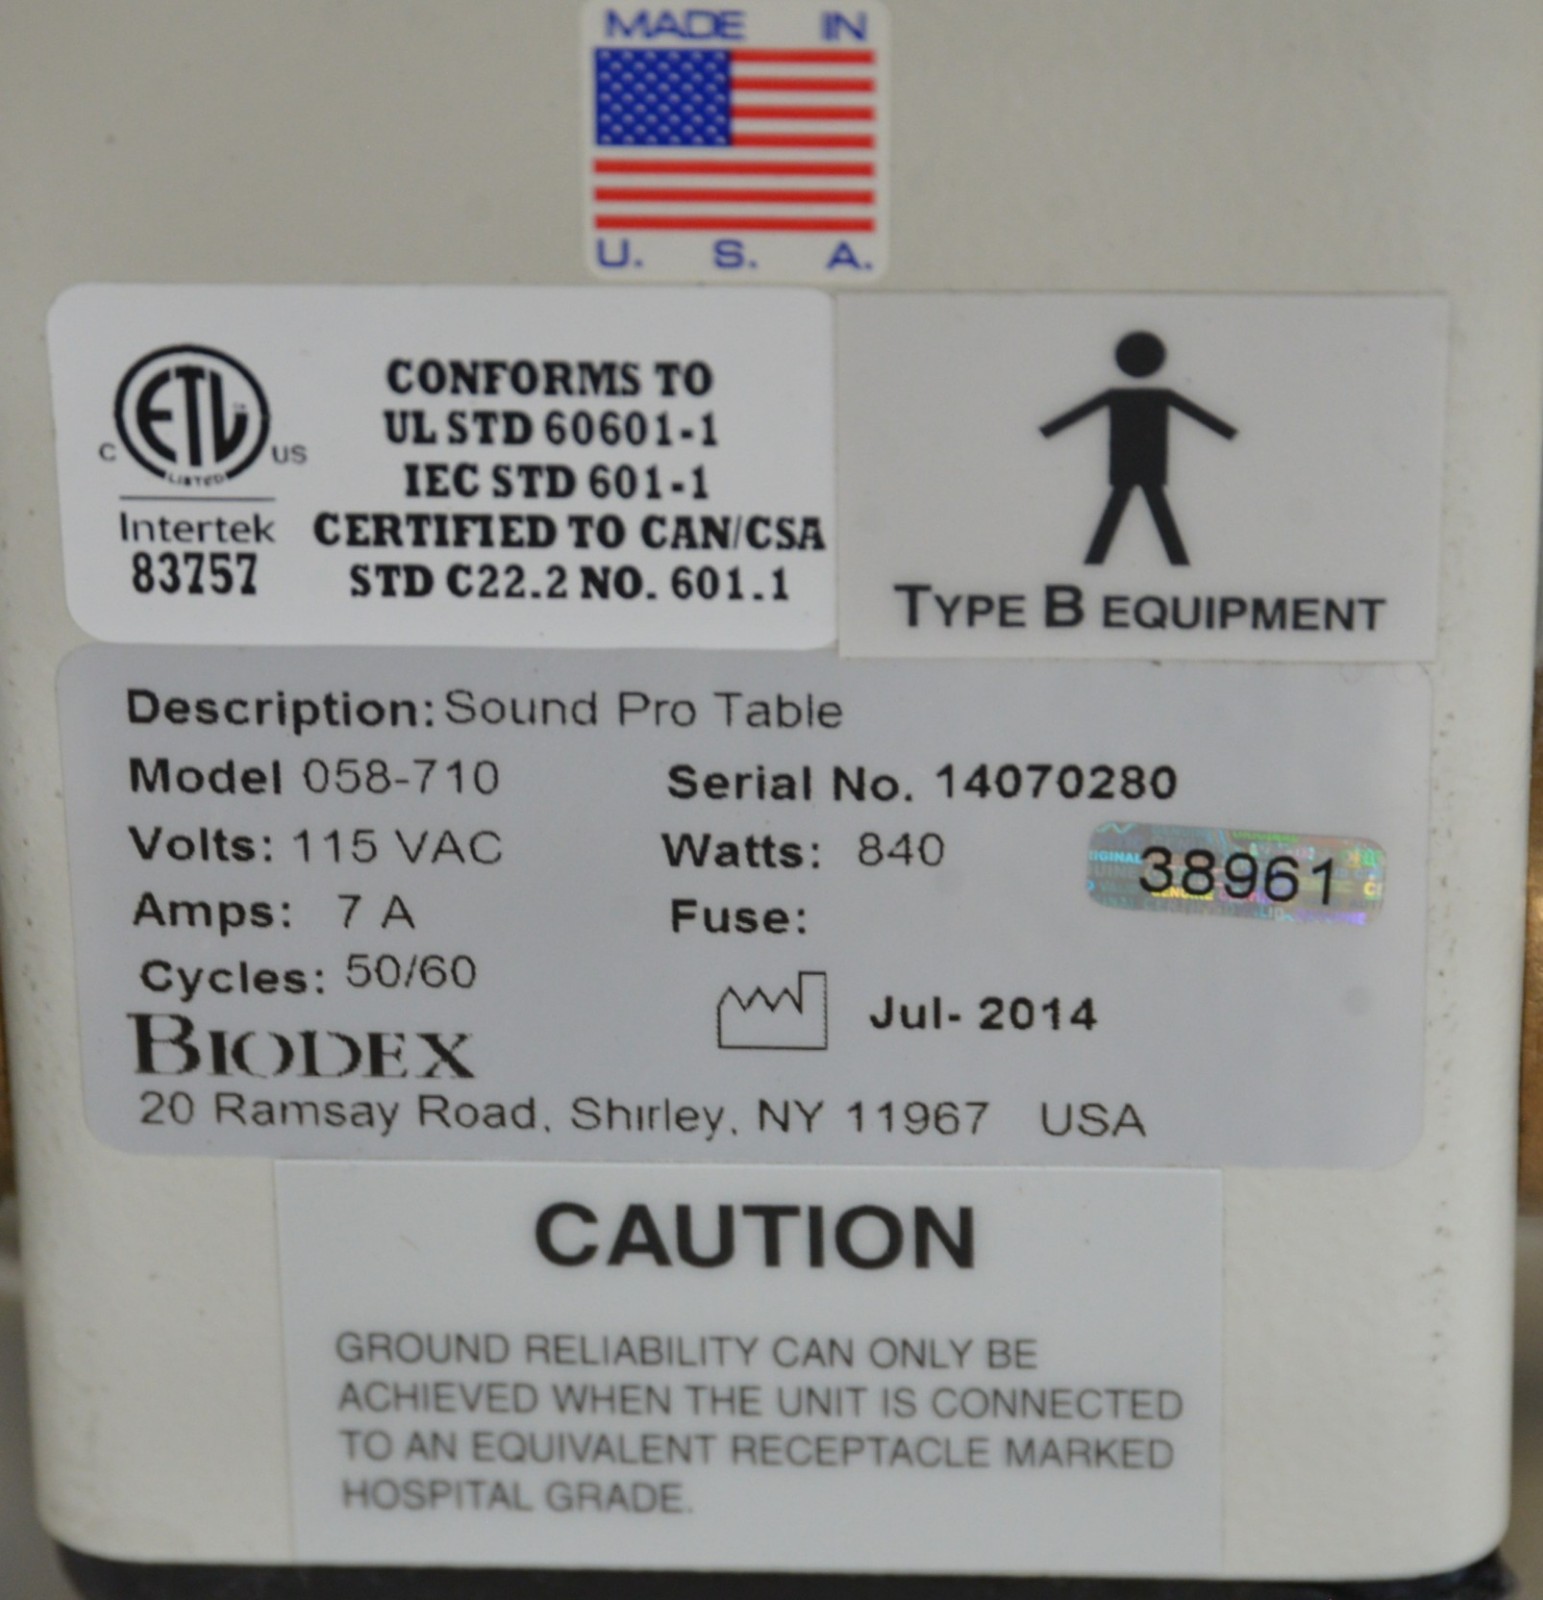 MADE IN
U. S. A.
ETL
C US
LISTED
Intertek
83757
CONFORMS TO
UL STD 60601-1
IEC STD 601-1
CERTIFIED TO CAN/CSA
STD C22.2 NO. 601.1
TYPE B EQUIPMENT
Description: Sound Pro Table
Model 058-710 Serial No. 14070280
Volts: 115 VAC Watts: 840
38961
Amps: 7 A Fuse:
Cycles: 50/60
Jul- 2014
BIODEX
20 Ramsay Road, Shirley, NY 11967 USA
CAUTION
GROUND RELIABILITY CAN ONLY BE
ACHIEVED WHEN THE UNIT IS CONNECTED
TO AN EQUIVALENT RECEPTACLE MARKED
HOSPITAL GRADE.